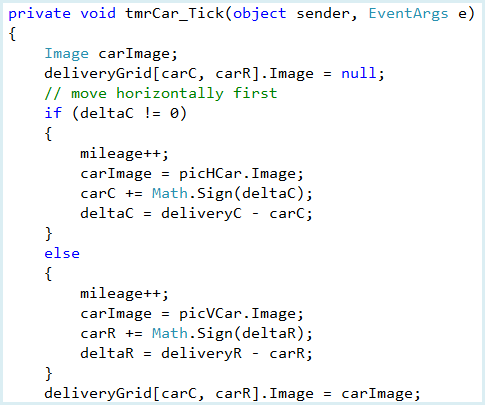 private void tmrCar_Tick(object sender, EventArgs e)
{
    Image carImage;
    deliveryGrid[carC, carR].Image = null;
    // move horizontally first
    if (deltaC != 0)
    {
        mileage++;
        carImage = picHCar.Image;
        carC += Math.Sign(deltaC);
        deltaC = deliveryC - carC;
    }
    else
    {
        mileage++;
        carImage = picVCar.Image;
        carR += Math.Sign(deltaR);
        deltaR = deliveryR - carR;
    }
    deliveryGrid[carC, carR].Image = carImage;